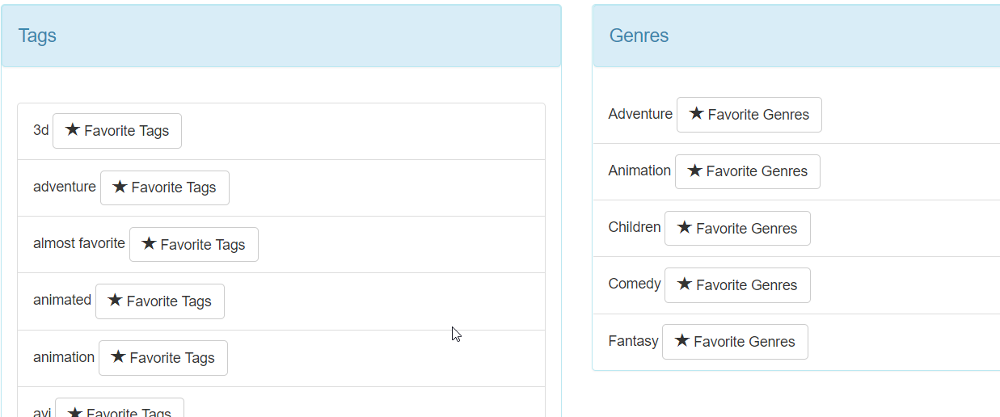 Tags
3d ★ Favorite Tags
adventure ★ Favorite Tags
almost favorite ★ Favorite Tags
animated ★ Favorite Tags
animation ★ Favorite Tags
avi ★ Favorite Tags
Genres
Adventure ★ Favorite Genres
Animation ★ Favorite Genres
Children ★ Favorite Genres
Comedy ★ Favorite Genres
Fantasy ★ Favorite Genres